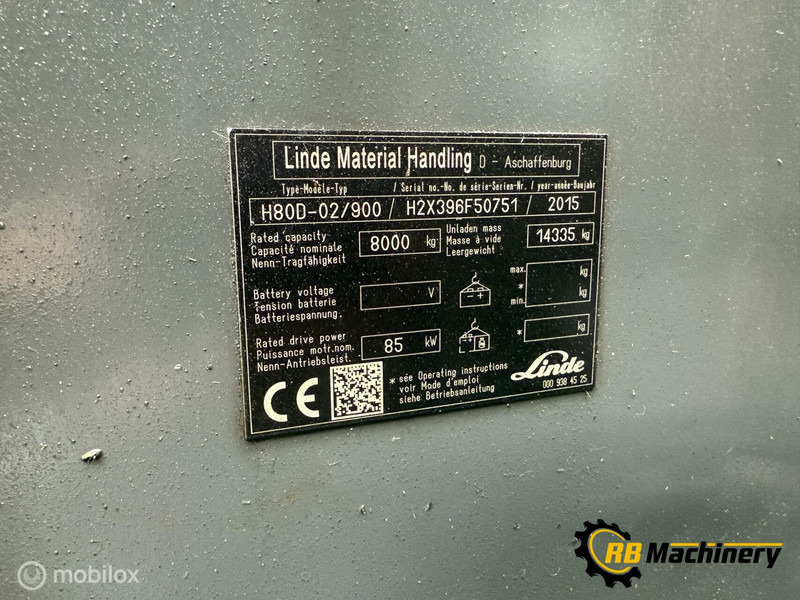 Linde Material Handling D - Aschaffenburg
Type-Modèle-Typ / Serial no.-No. de série-Serien-Nr. / year-année-Baujahr
H80D-02/900 / H2X396F50751 / 2015
Rated capacity
Capacité nominale
Nenn-Tragfähigkeit
8000 kg
Unladen mass
Masse à vide
Leergewicht
14335 kg
Battery voltage
Tension batterie
Batteriespannung.
V
- +
max. kg
* kg
min.
Rated drive power
Puissance motr.nom.
Nenn-Antriebsleist.
85 kW
- +
* kg
CE
* sée Operating instructions
voir Mode d'emploi
siehe Betriebsanleitung
Linde
000 938 45 25
mobilox
RB Machinery